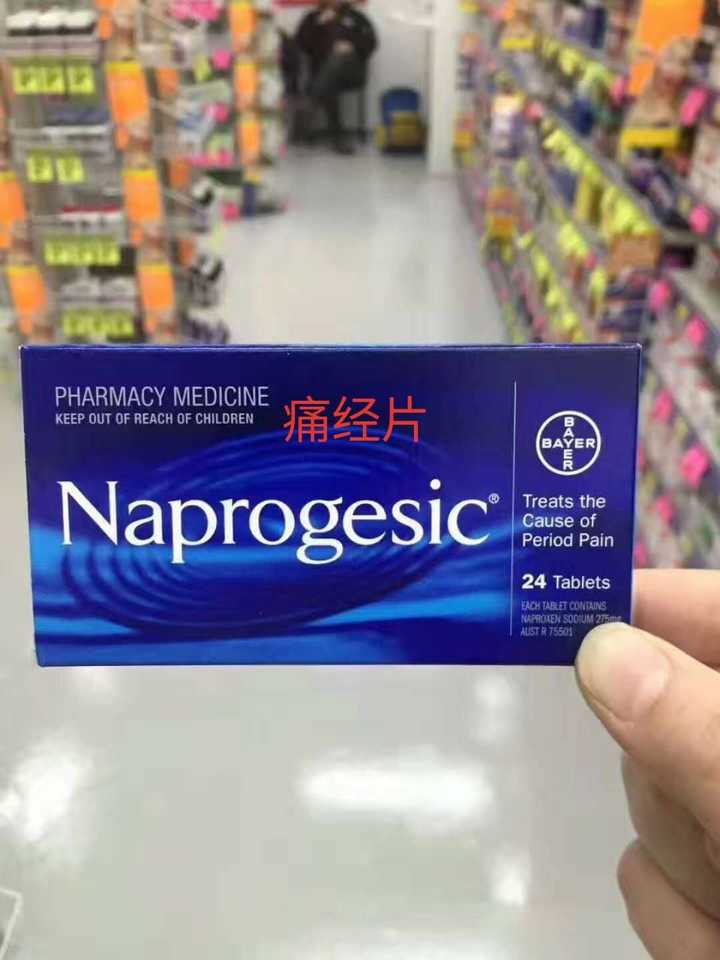 PHARMACY MEDICINE
KEEP OUT OF REACH OF CHILDREN
痛经片
Naprogesic®
BAYER
BAYER
Treats the
Cause of
Period Pain
24 Tablets
EACH TABLET CONTAINS
NAPROXEN SODIUM 275mg
AUST R 75501